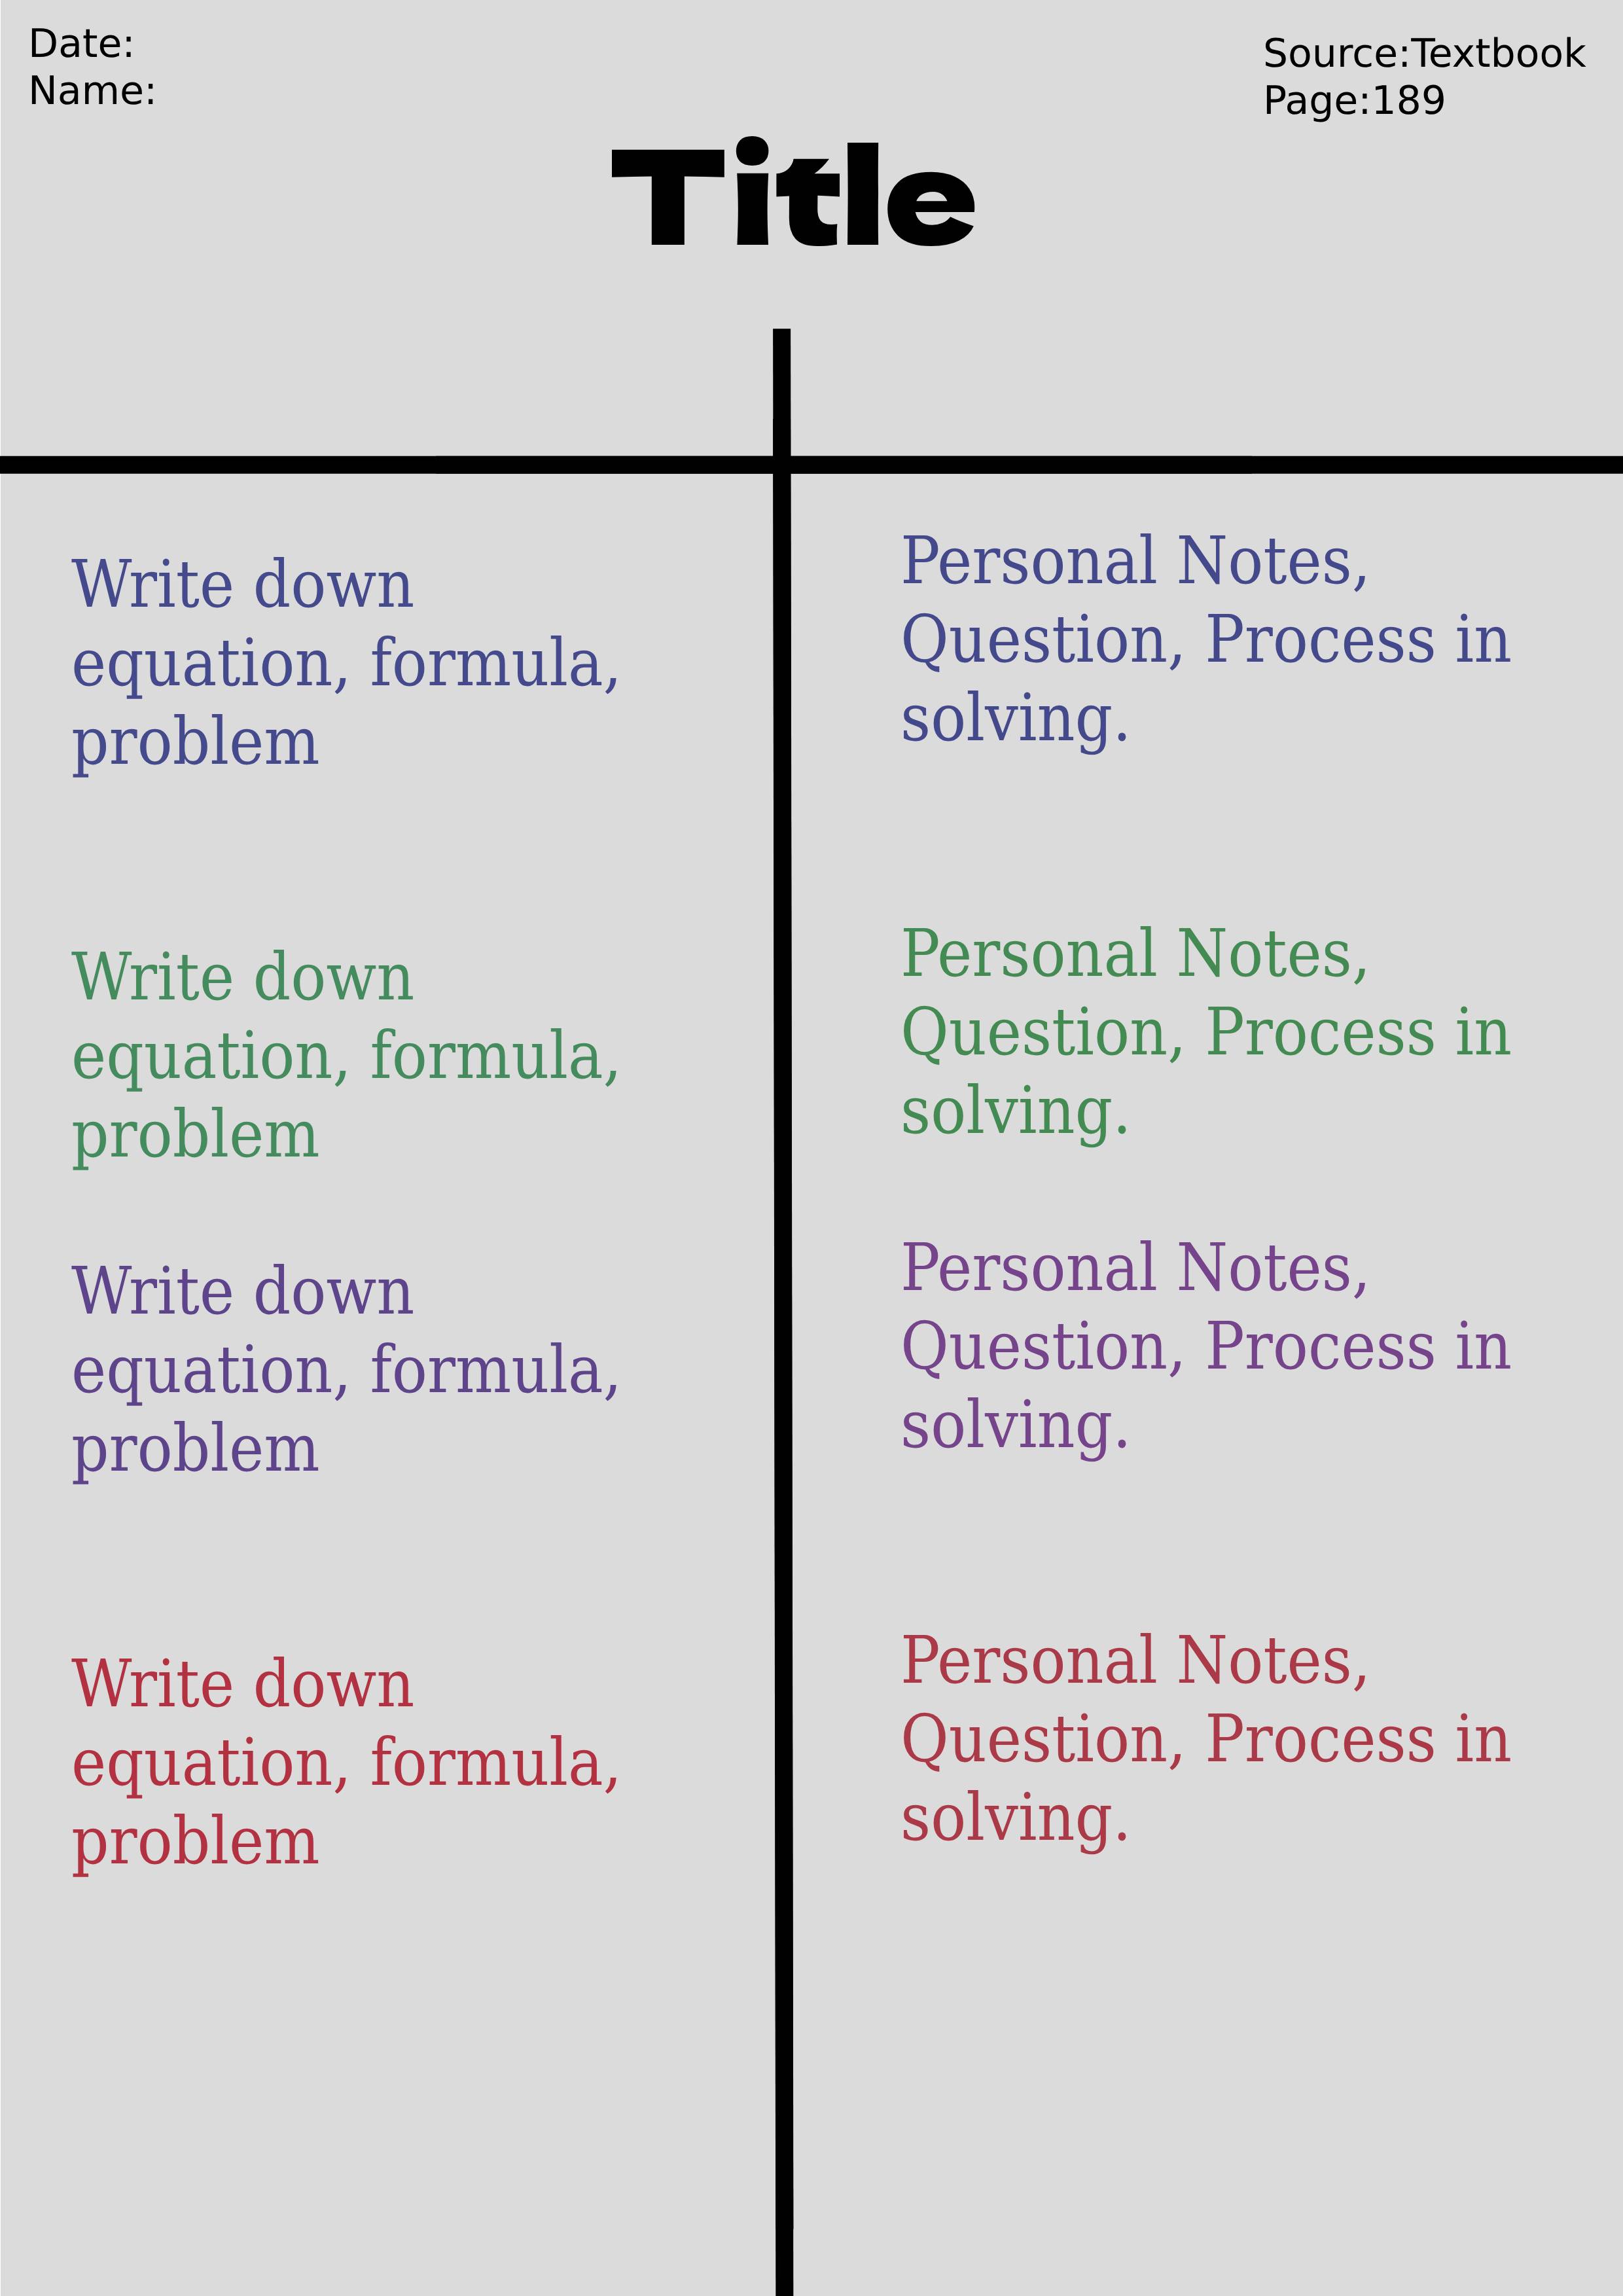 Date:
Name:
Source:Textbook
Page:189
Title
Write down
equation, formula,
problem
Personal Notes,
Question, Process in
solving.
Write down
equation, formula,
problem
Personal Notes,
Question, Process in
solving.
Write down
equation, formula,
problem
Personal Notes,
Question, Process in
solving.
Write down
equation, formula,
problem
Personal Notes,
Question, Process in
solving.